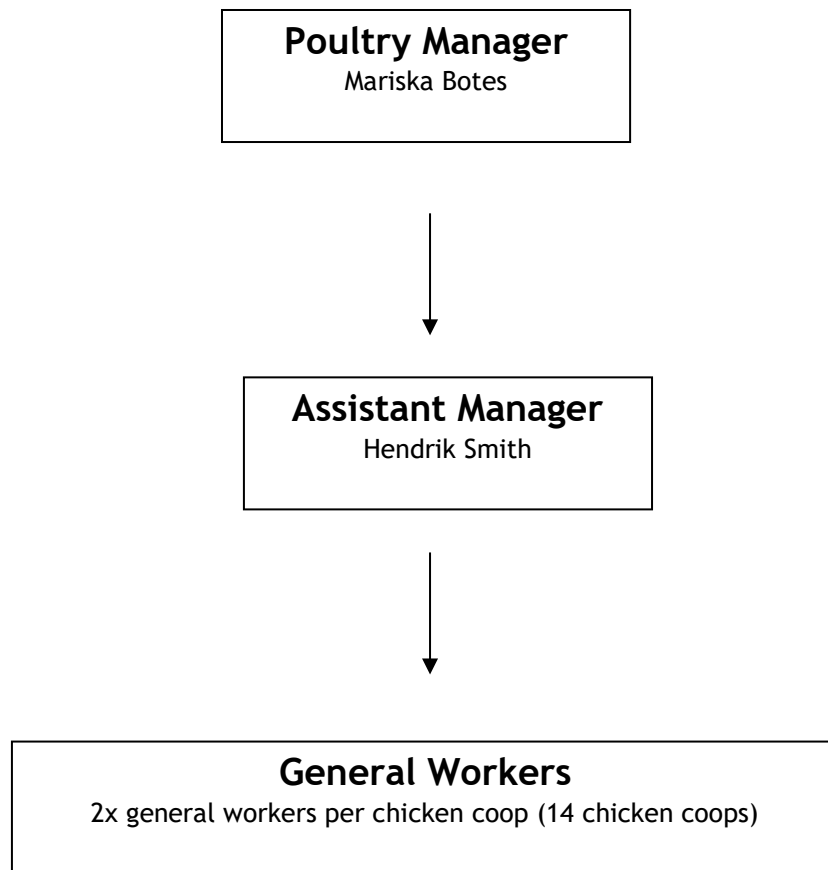 Poultry Manager
Mariska Botes
Assistant Manager
Hendrik Smith
General Workers
2x general workers per chicken coop (14 chicken coops)